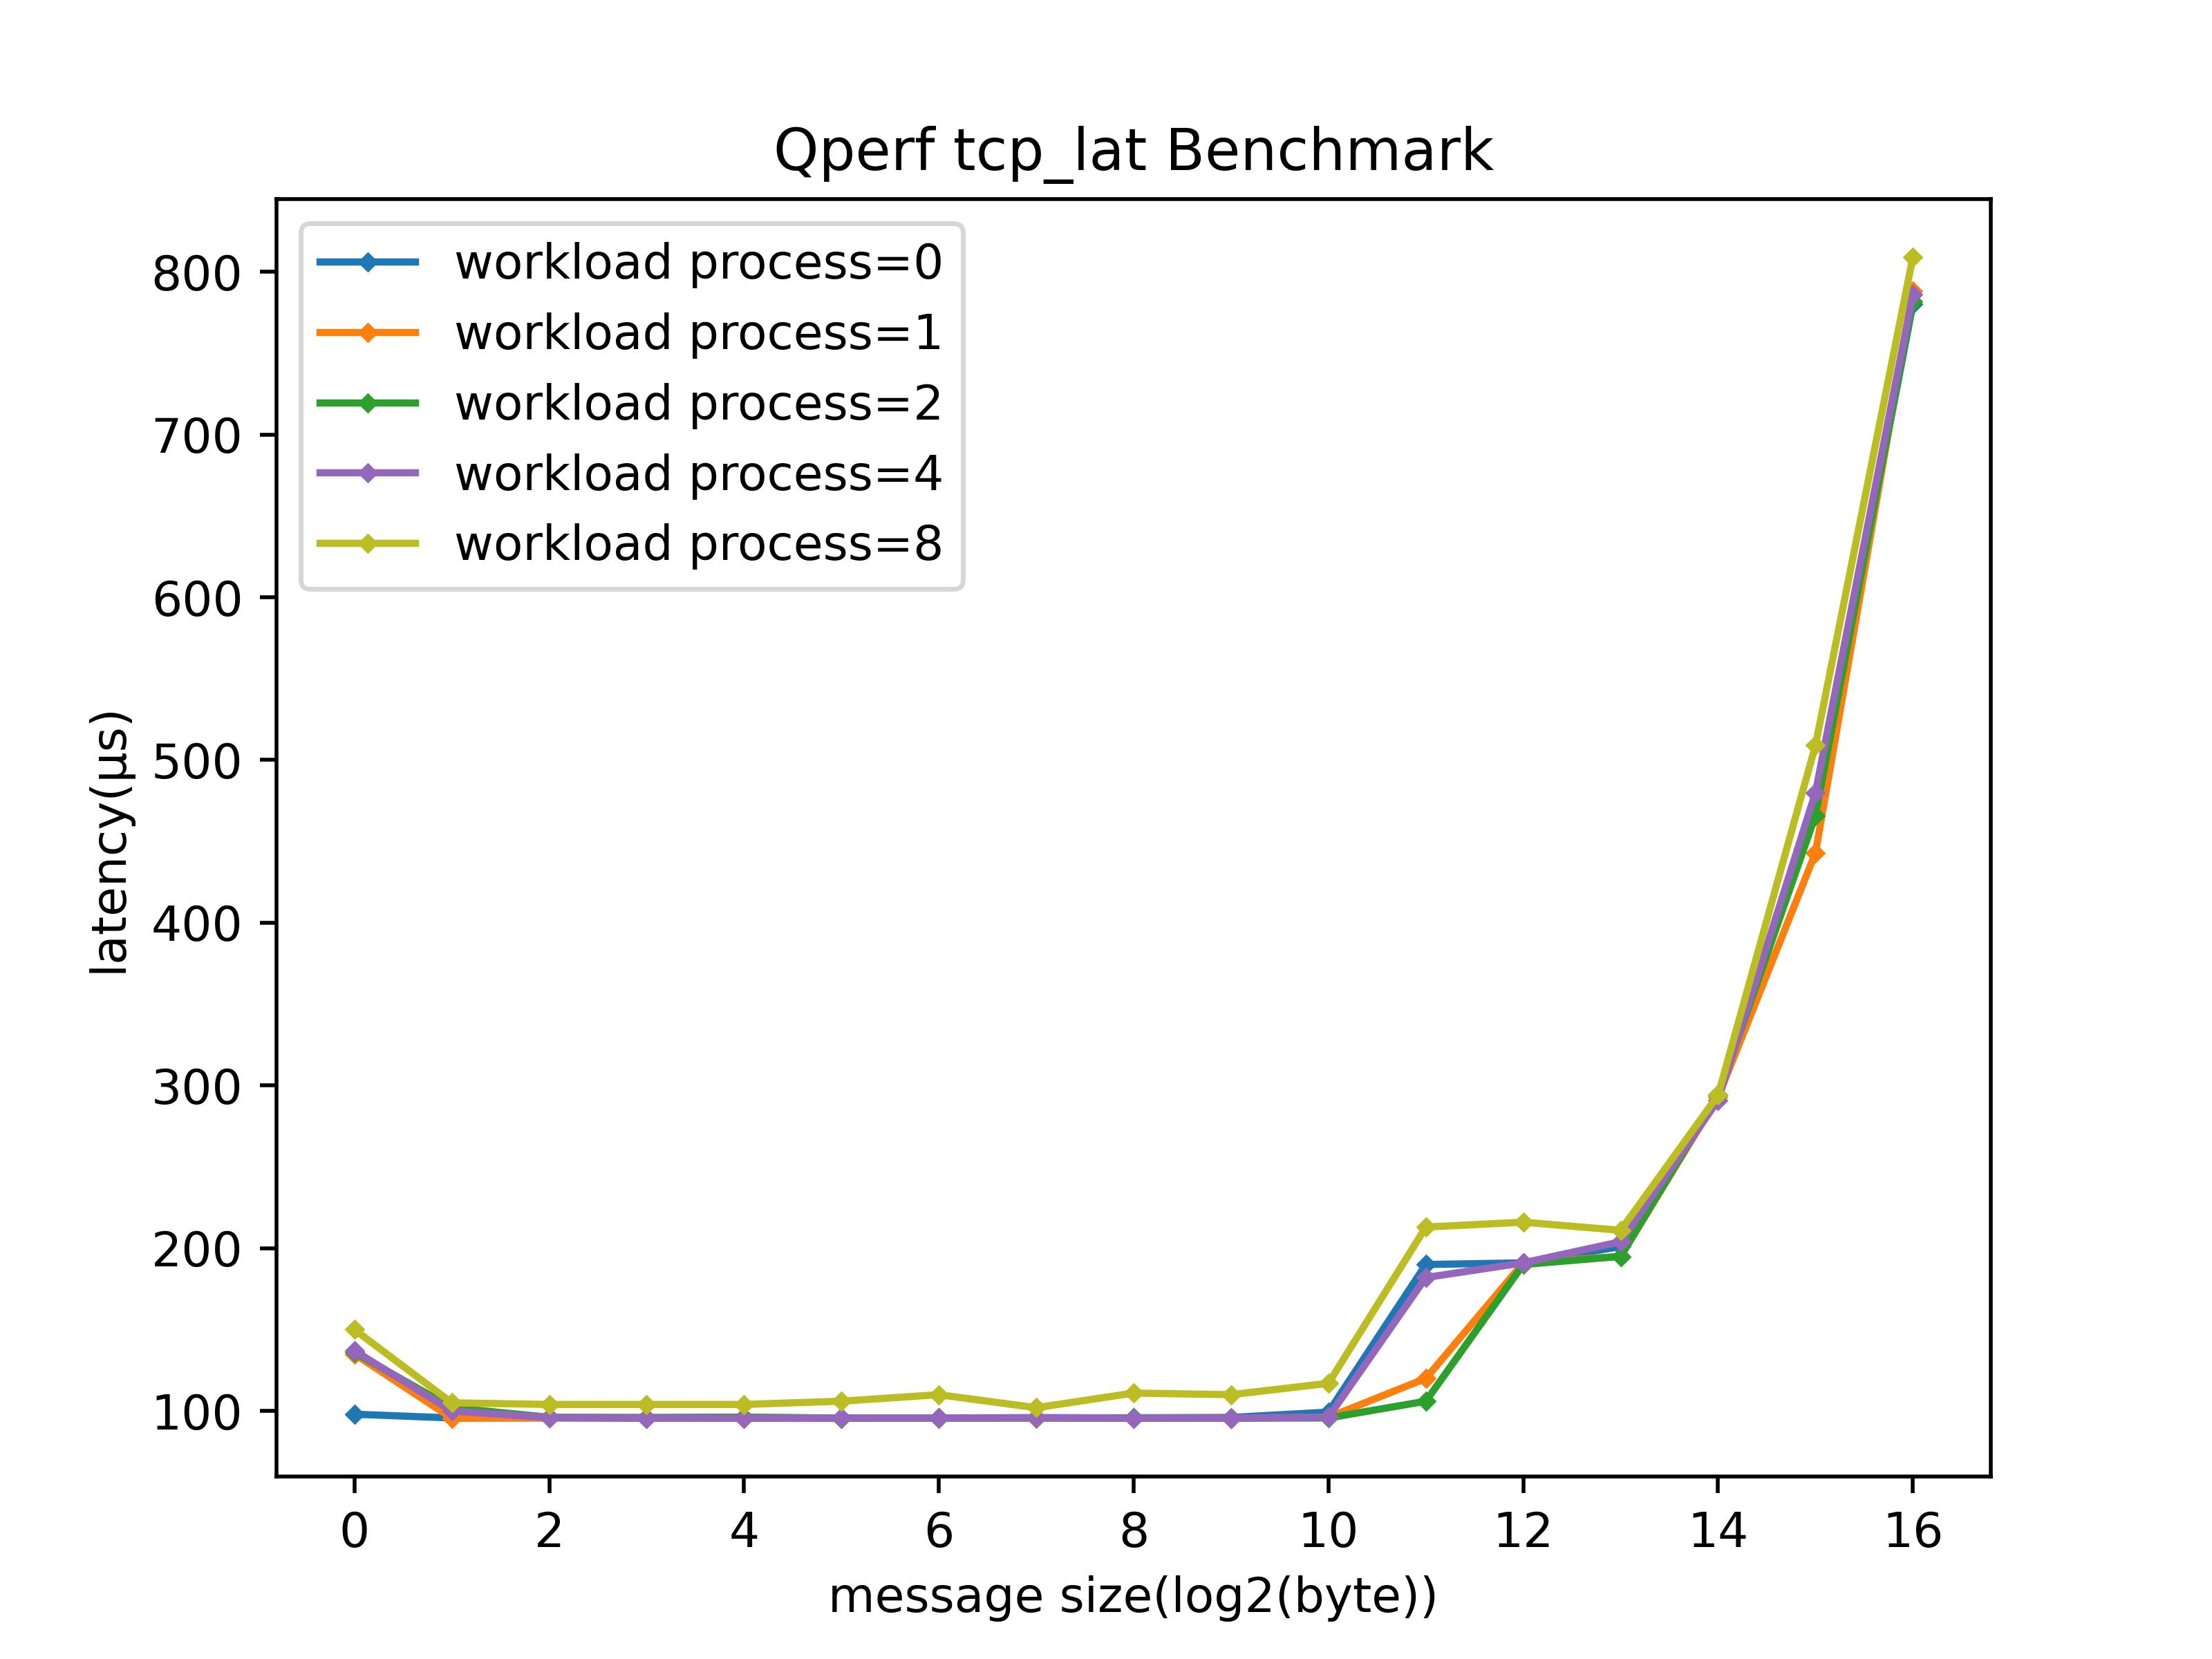 Qperf tcp_lat Benchmark
workload process=0
workload process=1
workload process=2
workload process=4
workload process=8
800
700
600
500
400
300
200
100
latency(μs)
0 2 4 6 8 10 12 14 16
message size(log2(byte))